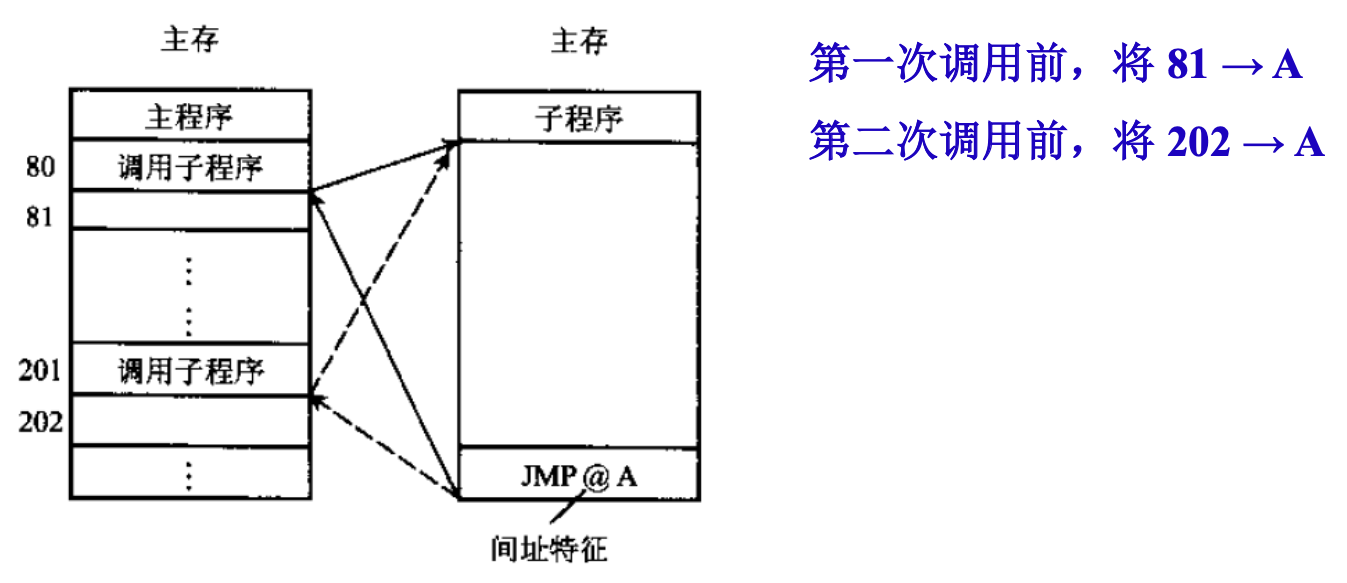 主存
主程序
80 调用子程序
81
⋮
⋮
201 调用子程序
202
⋮
主存
子程序
JMP @ A
间址特征
第一次调用前，将 81 → A
第二次调用前，将 202 → A